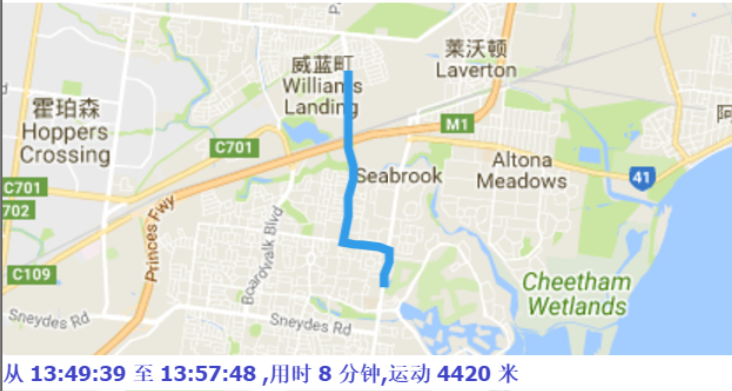 威蓝町
Williams
Landing
莱沃顿
Laverton
霍珀森
Hoppers
Crossing
C701
M1
阿
Seabrook
Altona
Meadows
41
C701
702
Princes Fwy
Boardwalk Blvd
C109
Cheetham
Wetlands
Sneydes Rd
Sneydes Rd
从 13:49:39 至 13:57:48 ,用时 8 分钟,运动 4420 米